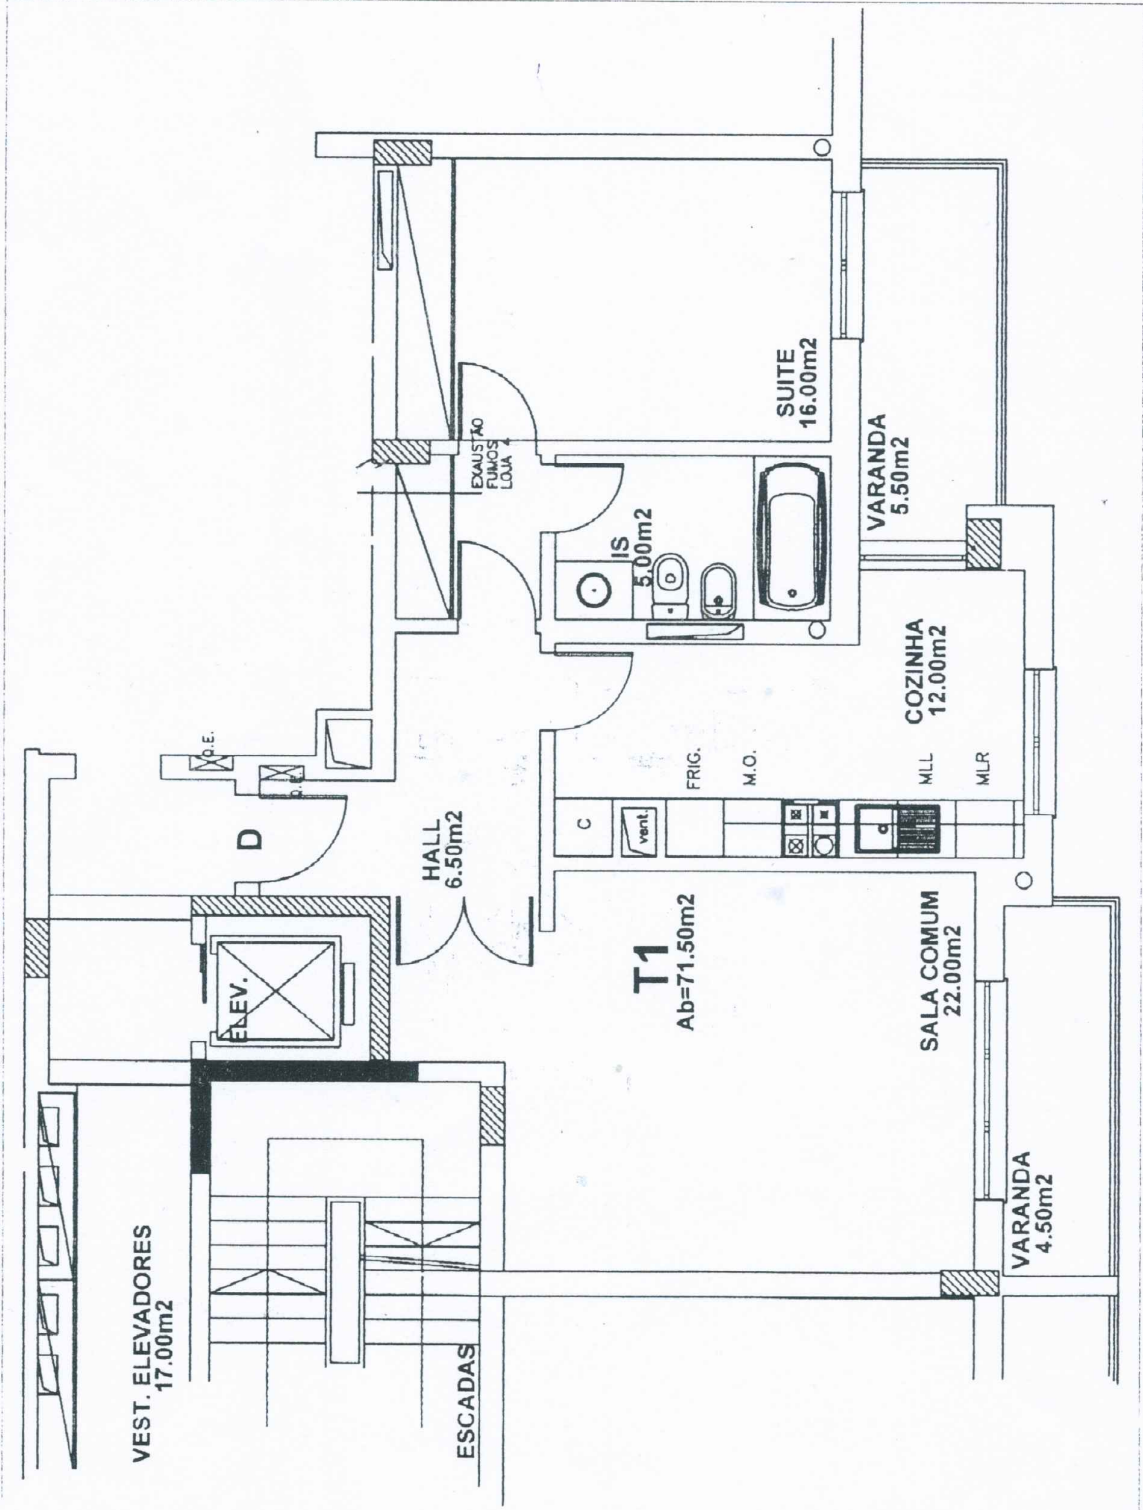 VEST. ELEVADORES
17.00m2
ESCADAS
ELEV.
D
Q.E.
Q.E.
HALL
6.50m2
EXAUSTÃO
FUMOS
LOJA 4
SUITE
16.00m2
VARANDA
5.50m2
IS
5.00m2
COZINHA
12.00m2
C
vent.
FRIG.
M.O.
MLL
MLR
T1
Ab=71.50m2
SALA COMUM
22.00m2
VARANDA
4.50m2